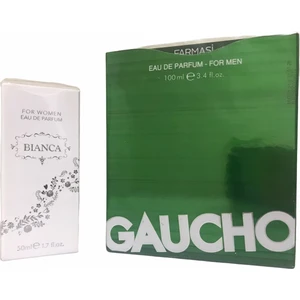 FOR WOMEN
EAU DE PARFUM
BIANCA
50ml ℮ 1.7 fl.oz.
FARMASİ
EAU DE PARFUM - FOR MEN
100 ml ℮ 3.4 fl.oz.
GAUCHO